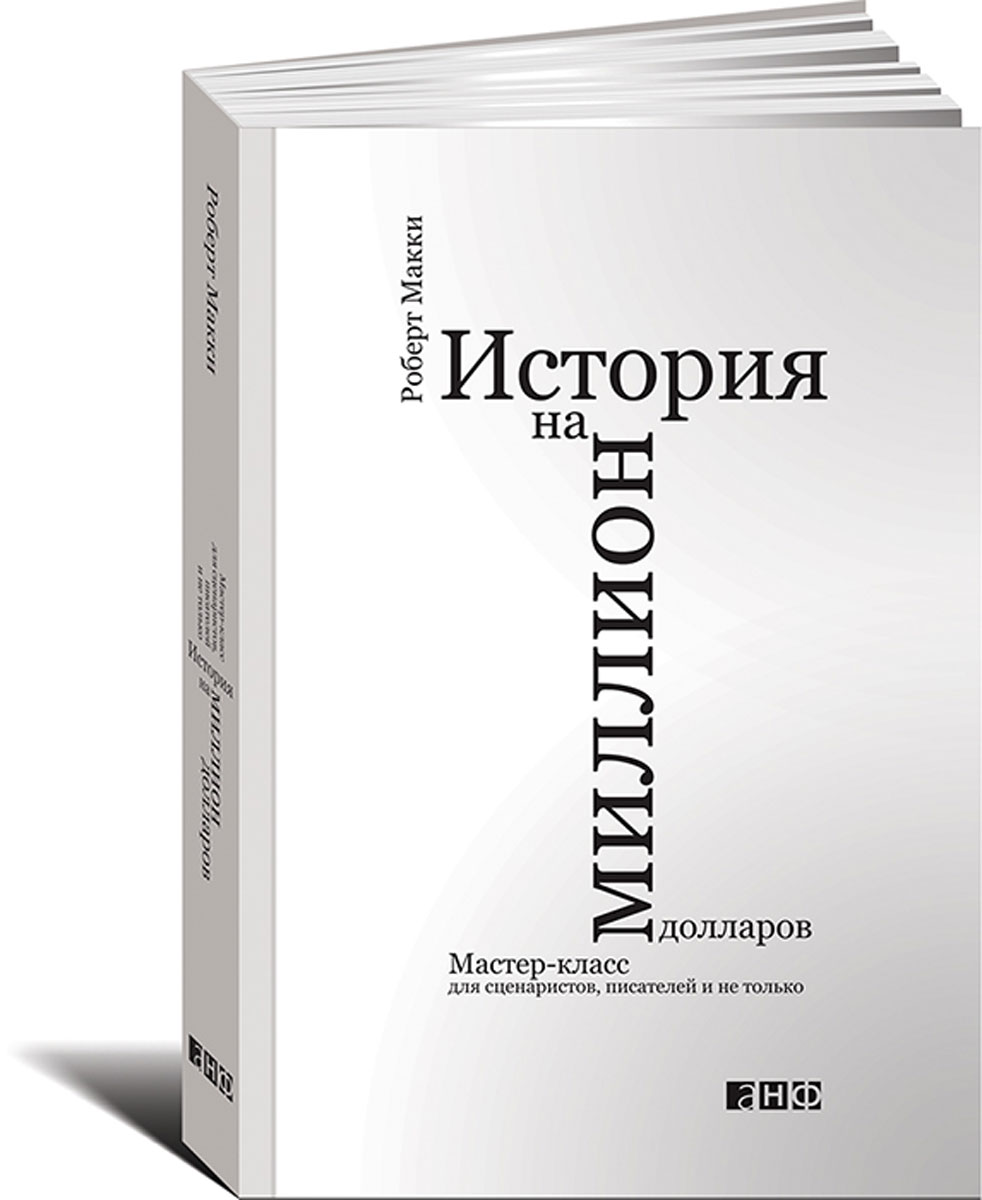 Роберт Макки
История
на
миллион
долларов
Мастер-класс
для сценаристов, писателей и не только
анф
Роберт Макки
Мастер-класс
для сценаристов,
писателей
и не только
История
на
миллион
долларов
анф